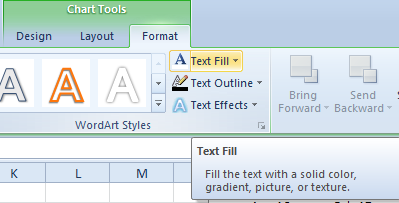 Chart Tools
Design Layout Format
A A A
A Text Fill
A Text Outline
A Text Effects
Bring Forward
Send Backward
WordArt Styles
Text Fill
Fill the text with a solid color,
gradient, picture, or texture.
K L M